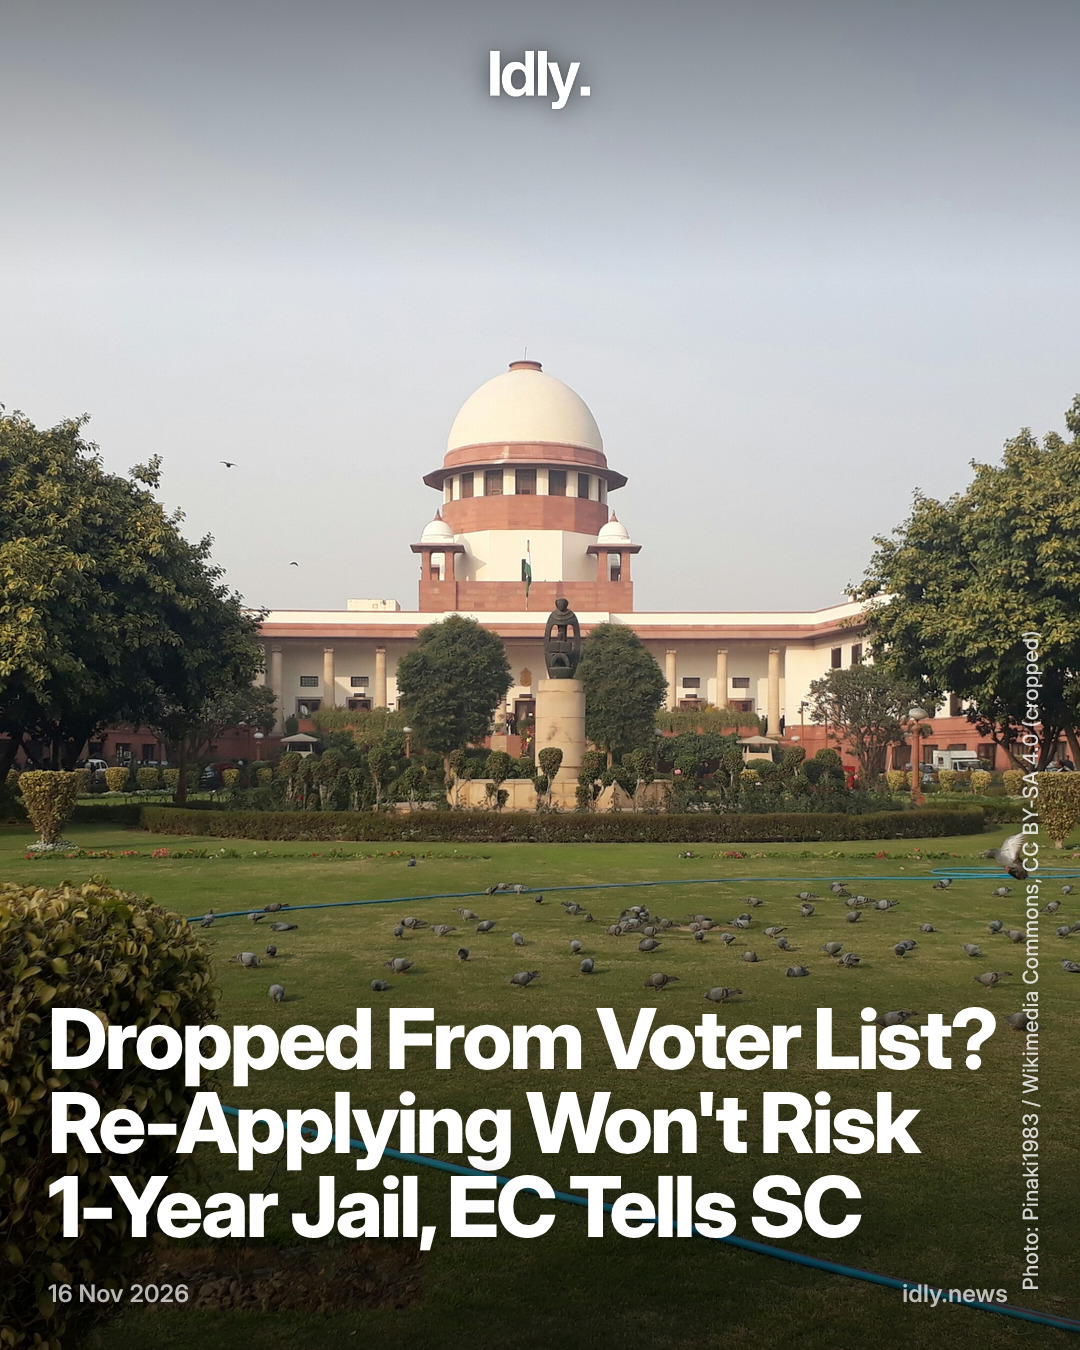 Idly.
Photo: Pinaki1983 / Wikimedia Commons, CC BY-SA 4.0 (cropped)
Dropped From Voter List?
Re-Applying Won't Risk
1-Year Jail, EC Tells SC
16 Nov 2026
idly.news